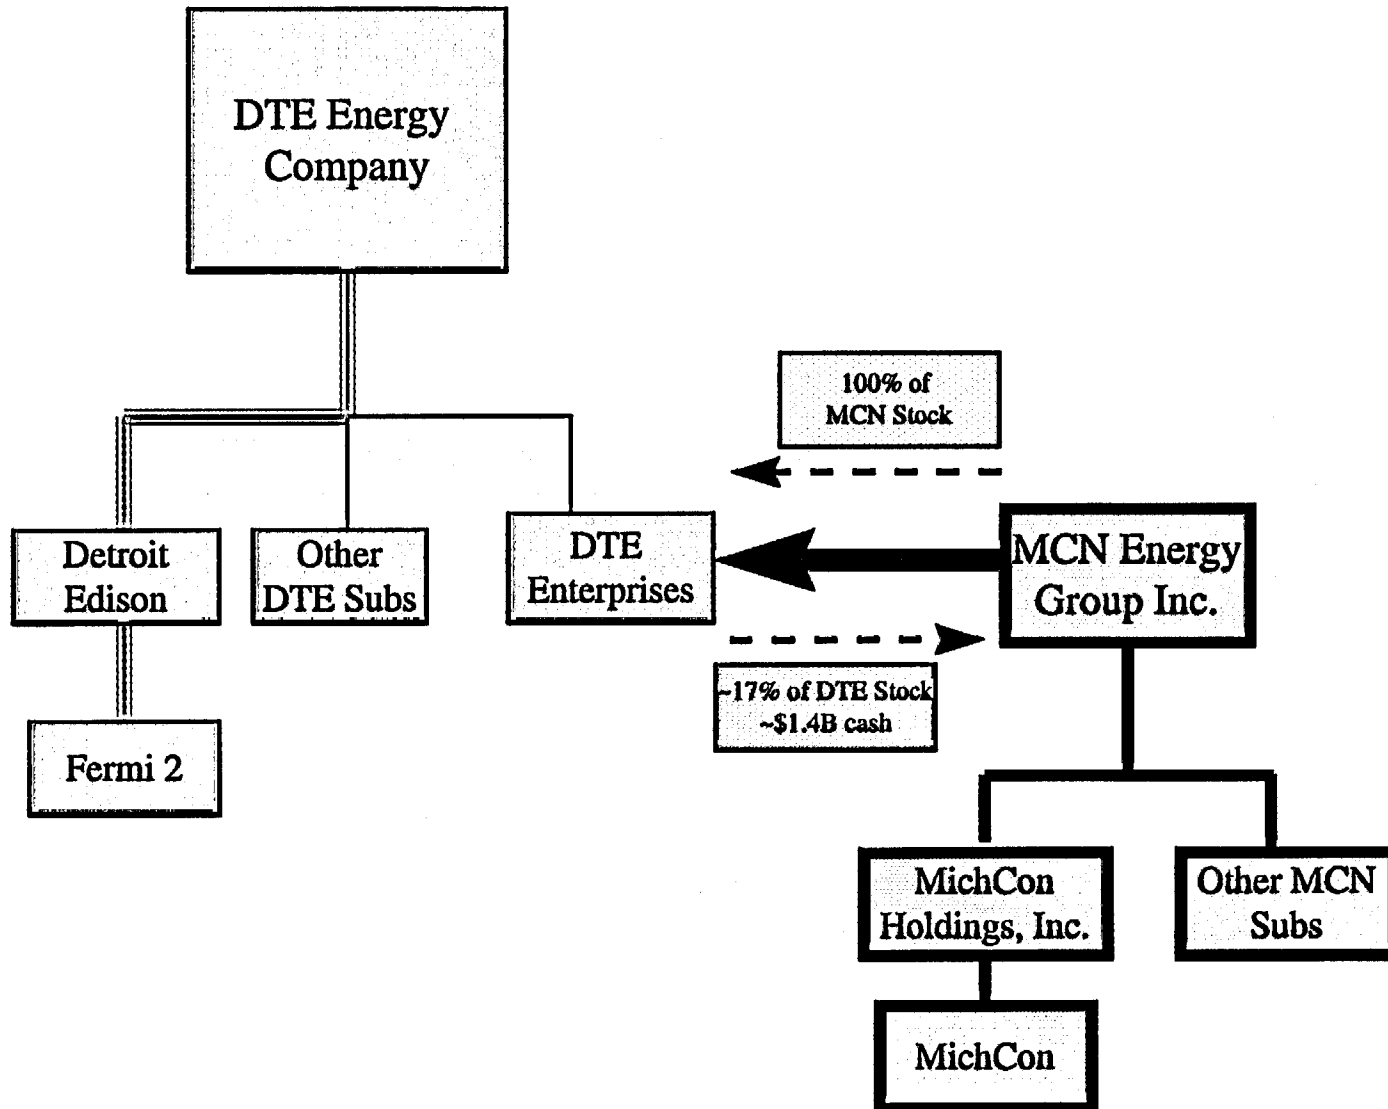 DTE Energy
Company
100% of
MCN Stock
Detroit
Edison
Other
DTE Subs
DTE
Enterprises
MCN Energy
Group Inc.
~17% of DTE Stock
~$1.4B cash
Fermi 2
MichCon
Holdings, Inc.
Other MCN
Subs
MichCon